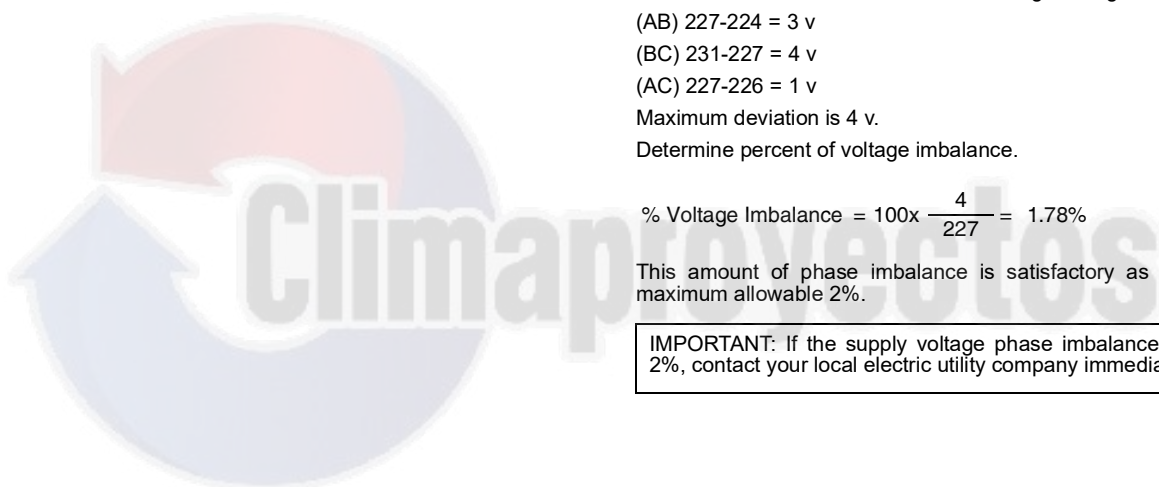 (AB) 227-224 = 3 v
(BC) 231-227 = 4 v
(AC) 227-226 = 1 v
Maximum deviation is 4 v.
Determine percent of voltage imbalance.
% Voltage Imbalance = 100x 4/227 = 1.78%
This amount of phase imbalance is satisfactory as
maximum allowable 2%.
IMPORTANT: If the supply voltage phase imbalance
2%, contact your local electric utility company
Climaproyectos